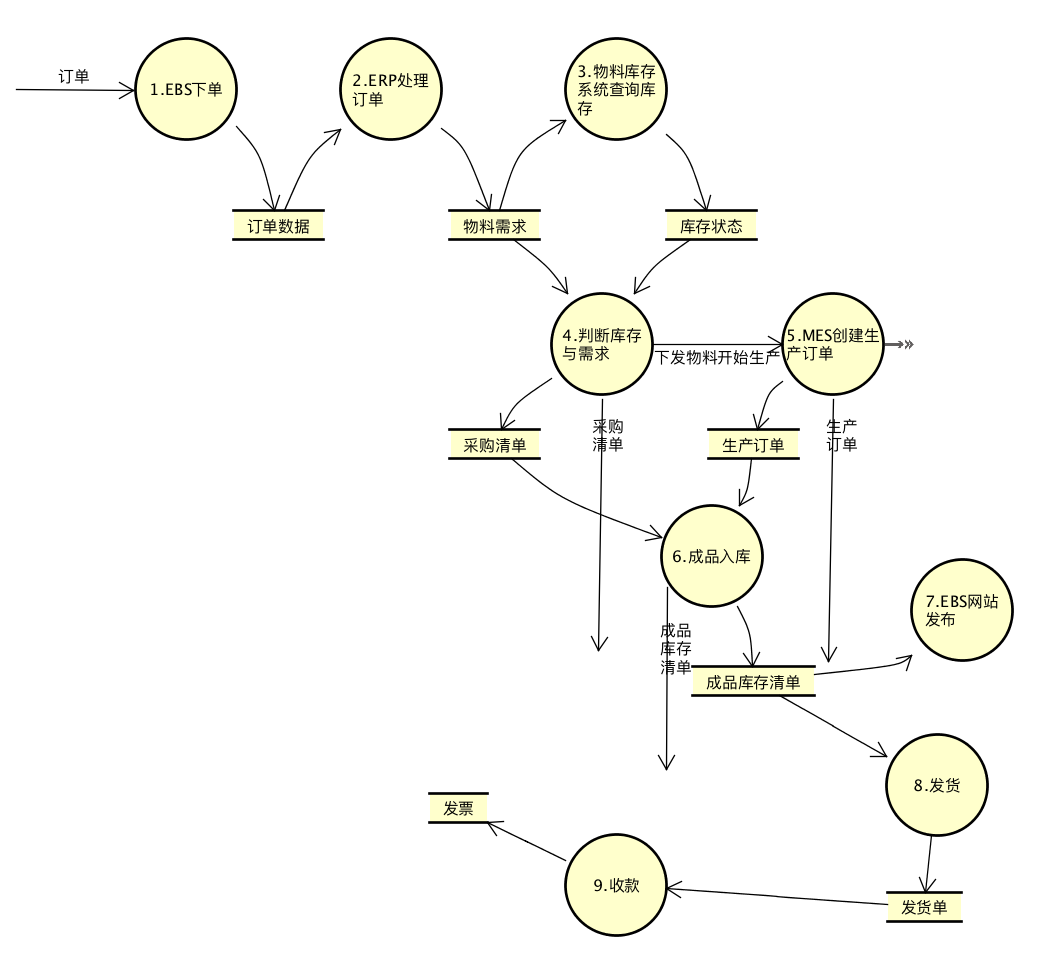 订单
1.EBS下单
2.ERP处理
订单
3.物料库存
系统查询库
存
订单数据
物料需求
库存状态
4.判断库存
与需求
下发物料开始生产
5.MES创建生
产订单
采购清单
采购
清单
生产订单
生产
订单
6.成品入库
7.EBS网站
发布
成品
库存
清单
成品库存清单
8.发货
发票
9.收款
发货单